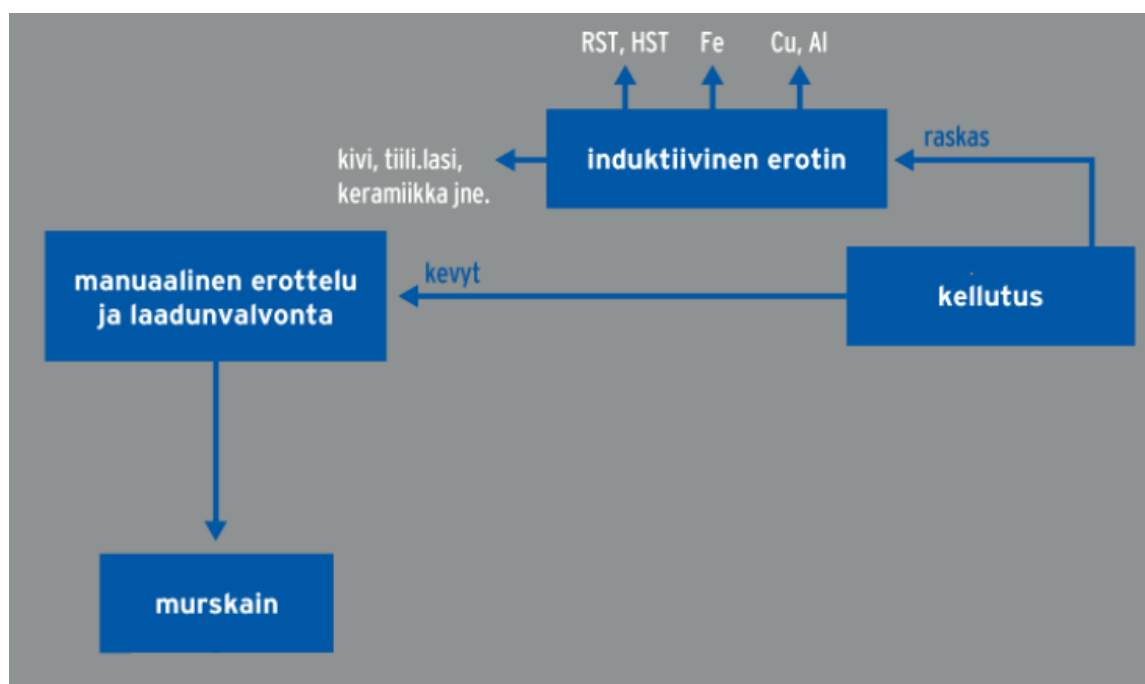 RST, HST
Fe
Cu, Al
induktiivinen erotin
raskas
kivi, tiili.lasi,
keramiikka jne.
manuaalinen erottelu
ja laadunvalvonta
kevyt
kellutus
murskain